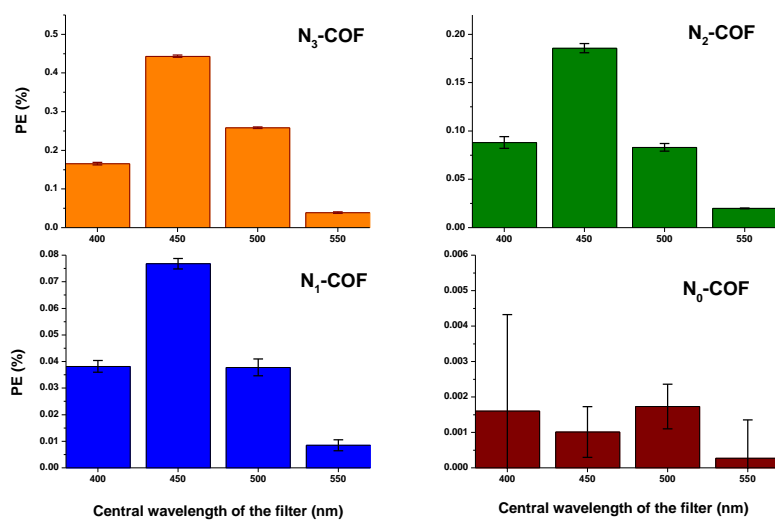 N3-COF
PE (%)
0.5
0.4
0.3
0.2
0.1
0.0
400 450 500 550
N2-COF
0.20
0.15
0.10
0.05
0.00
400 450 500 550
N1-COF
PE (%)
0.08
0.07
0.06
0.05
0.04
0.03
0.02
0.01
0.00
400 450 500 550
Central wavelength of the filter (nm)
N0-COF
0.006
0.005
0.004
0.003
0.002
0.001
0.000
400 450 500 550
Central wavelength of the filter (nm)